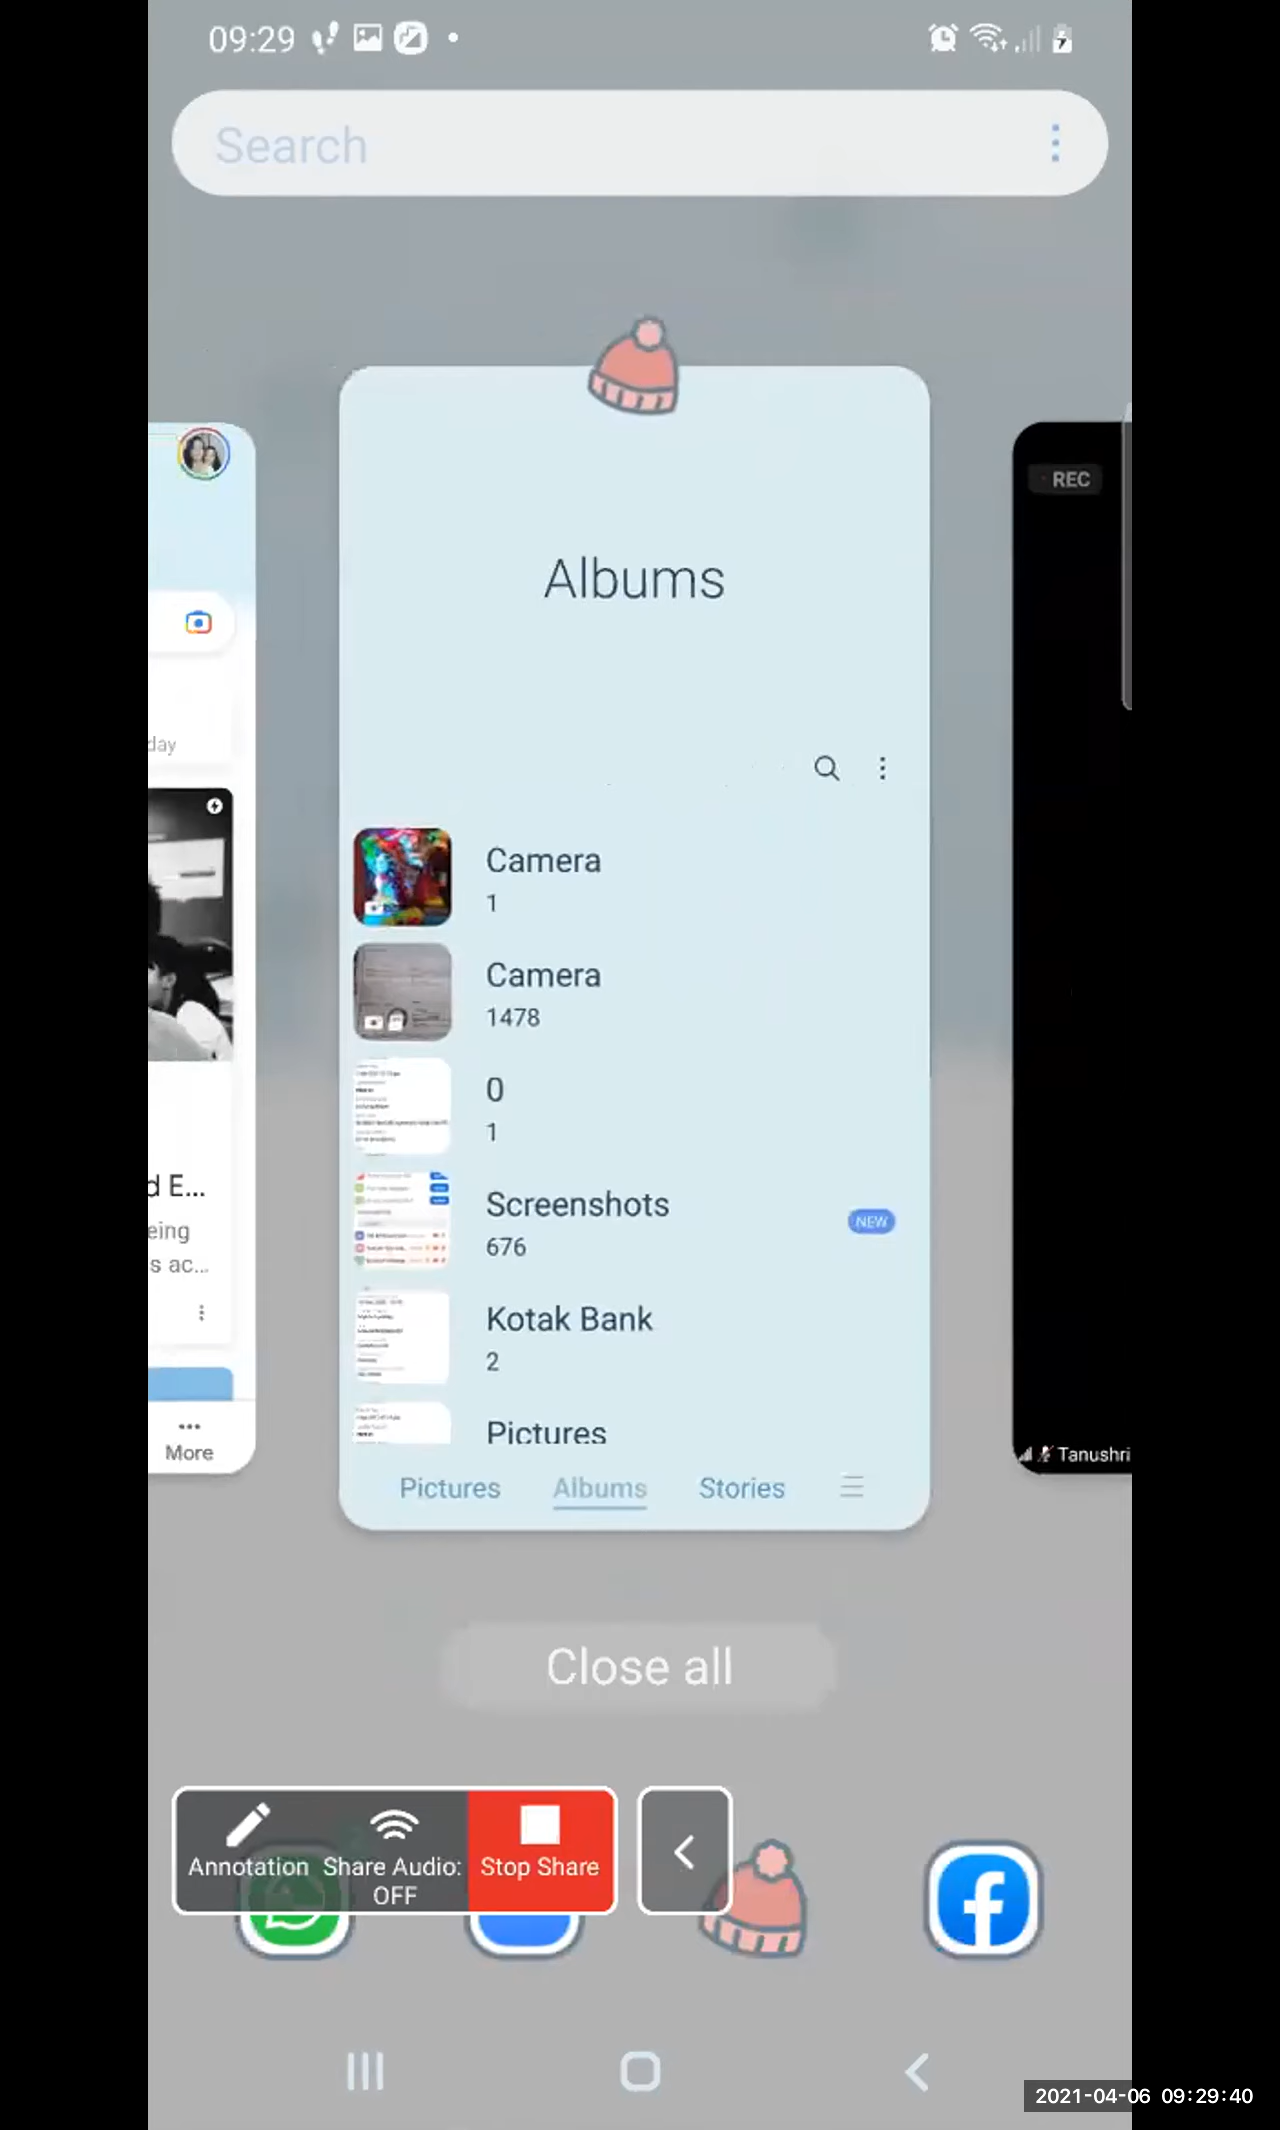 09:29
Search
REC
Albums
day
Camera
1
Camera
1478
0
1
d E...
Screenshots
676
NEW
eing
s ac...
Kotak Bank
2
Pictures
More
Tanushri
Pictures Albums Stories
Close all
Annotation
Share Audio:
OFF
Stop Share
2021-04-06 09:29:40